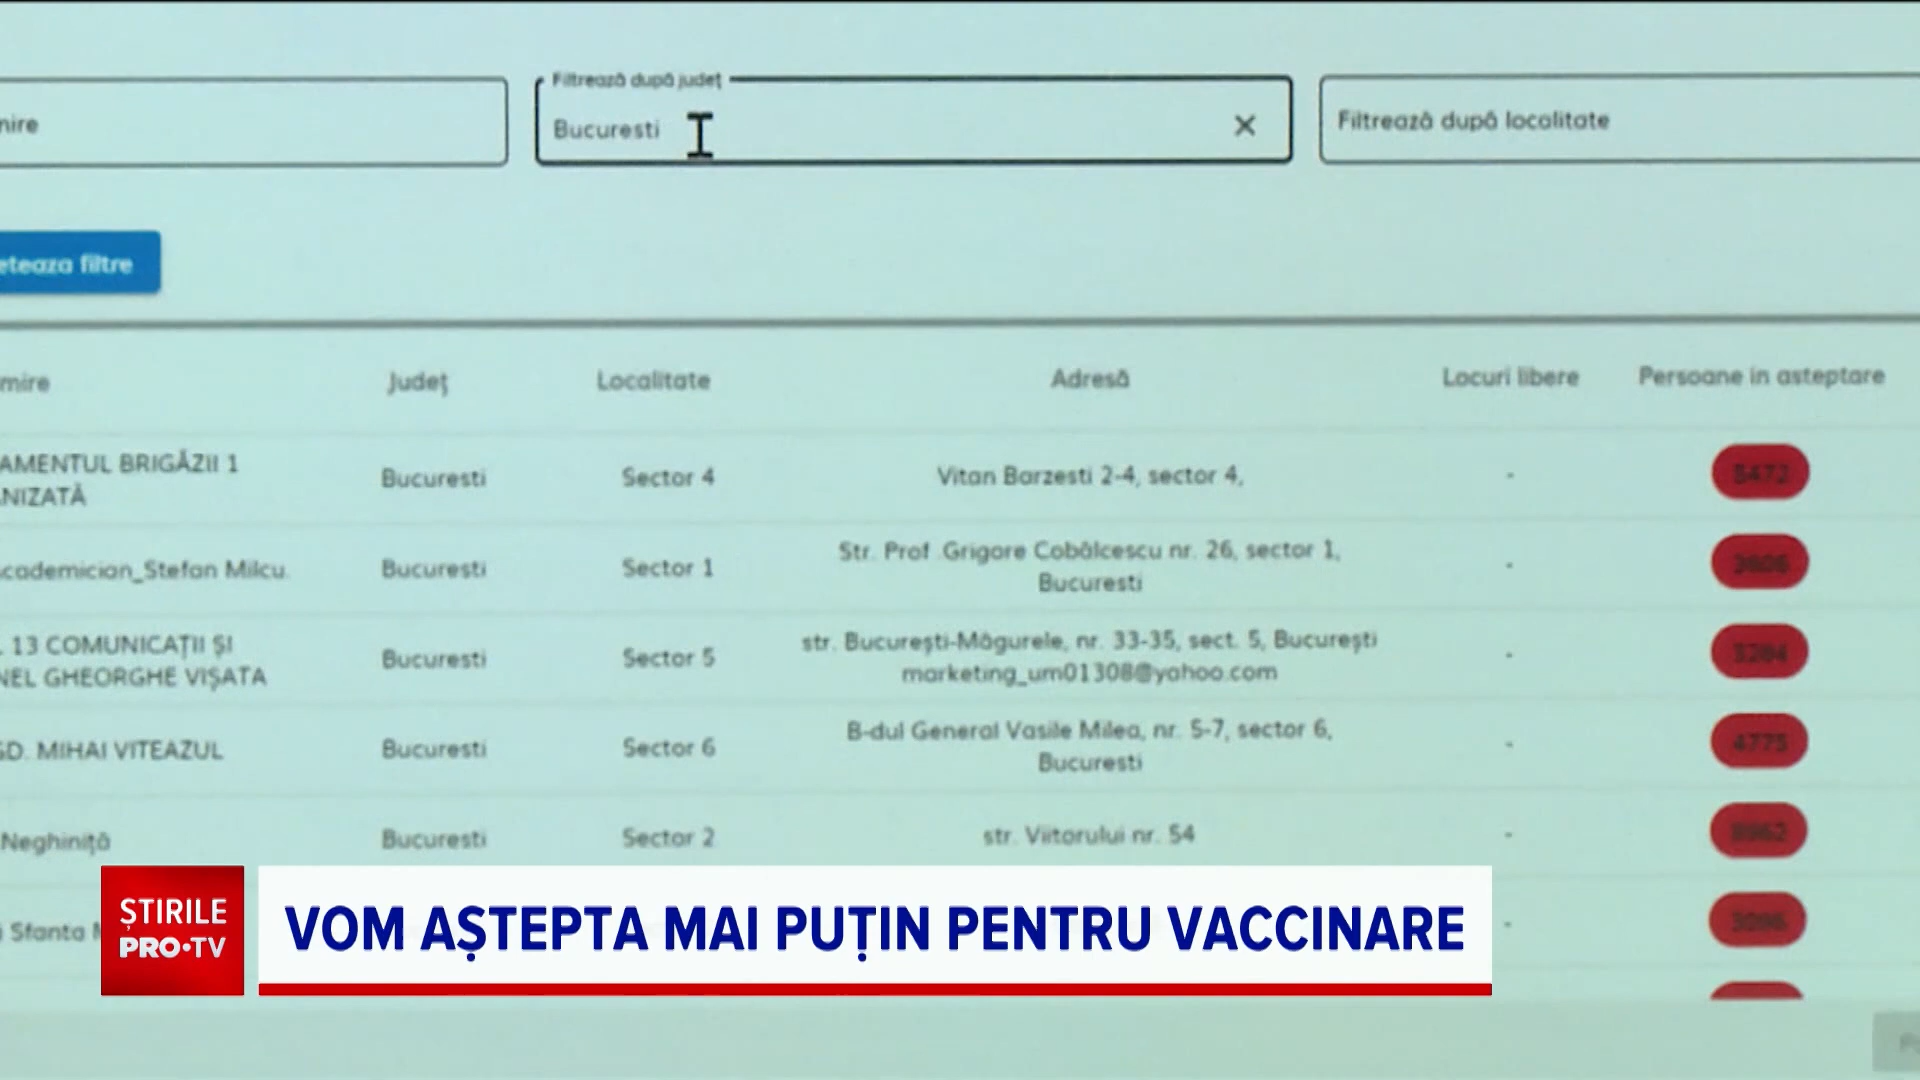 mire
Filtrează după județ
Bucuresti
Filtrează după localitate
eteaza filtre
mire
Județ
Localitate
Adresă
Locuri libere
Persoane in asteptare
AMENTUL BRIGĂZII 1
NIZATĂ
Bucuresti
Sector 4
Vitan Barzesti 2-4, sector 4,
-
5472
cademician_Stefan Milcu.
Bucuresti
Sector 1
Str. Prof. Grigore Cobălcescu nr. 26, sector 1,
Bucuresti
-
. 13 COMUNICAȚII ȘI
NEL GHEORGHE VIȘATA
Bucuresti
Sector 5
str. București-Măgurele, nr. 33-35, sect. 5, București
marketing_um01308@yahoo.com
-
GD. MIHAI VITEAZUL
Bucuresti
Sector 6
B-dul General Vasile Milea, nr. 5-7, sector 6,
Bucuresti
-
4775
Neghiniță
Bucuresti
Sector 2
str. Viitorului nr. 54
-
Sfanta
-
ȘTIRILE
PRO•TV
VOM AȘTEPTA MAI PUȚIN PENTRU VACCINARE